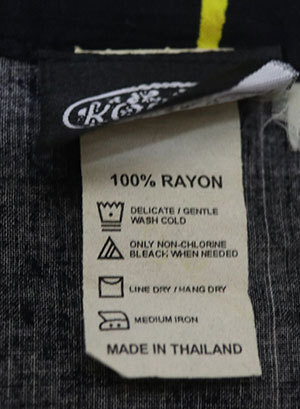 100% RAYON
DELICATE / GENTLE
WASH COLD
ONLY NON-CHLORINE
BLEACH WHEN NEEDED
LINE DRY / HANG DRY
MEDIUM IRON
MADE IN THAILAND